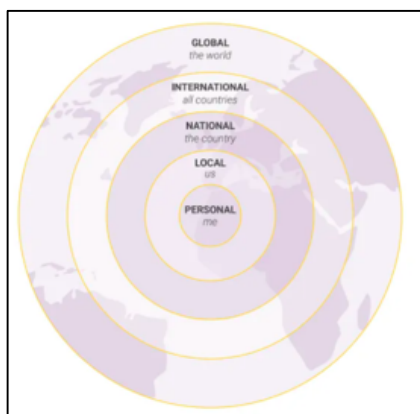 GLOBAL
the world
INTERNATIONAL
all countries
NATIONAL
the country
LOCAL
us
PERSONAL
me